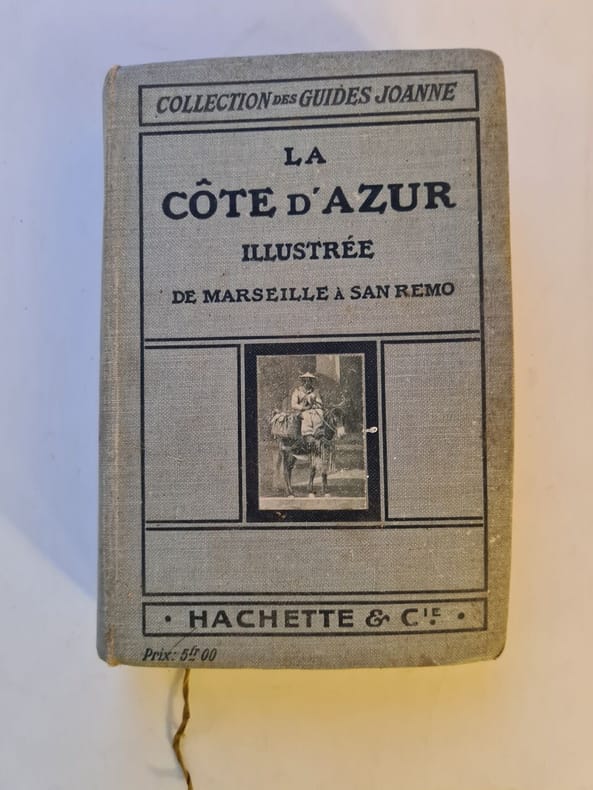 COLLECTION DES GUIDES JOANNE
LA
CÔTE D'AZUR
ILLUSTRÉE
DE MARSEILLE À SAN REMO
· HACHETTE & CIE. ·
Prix: 5fr 00